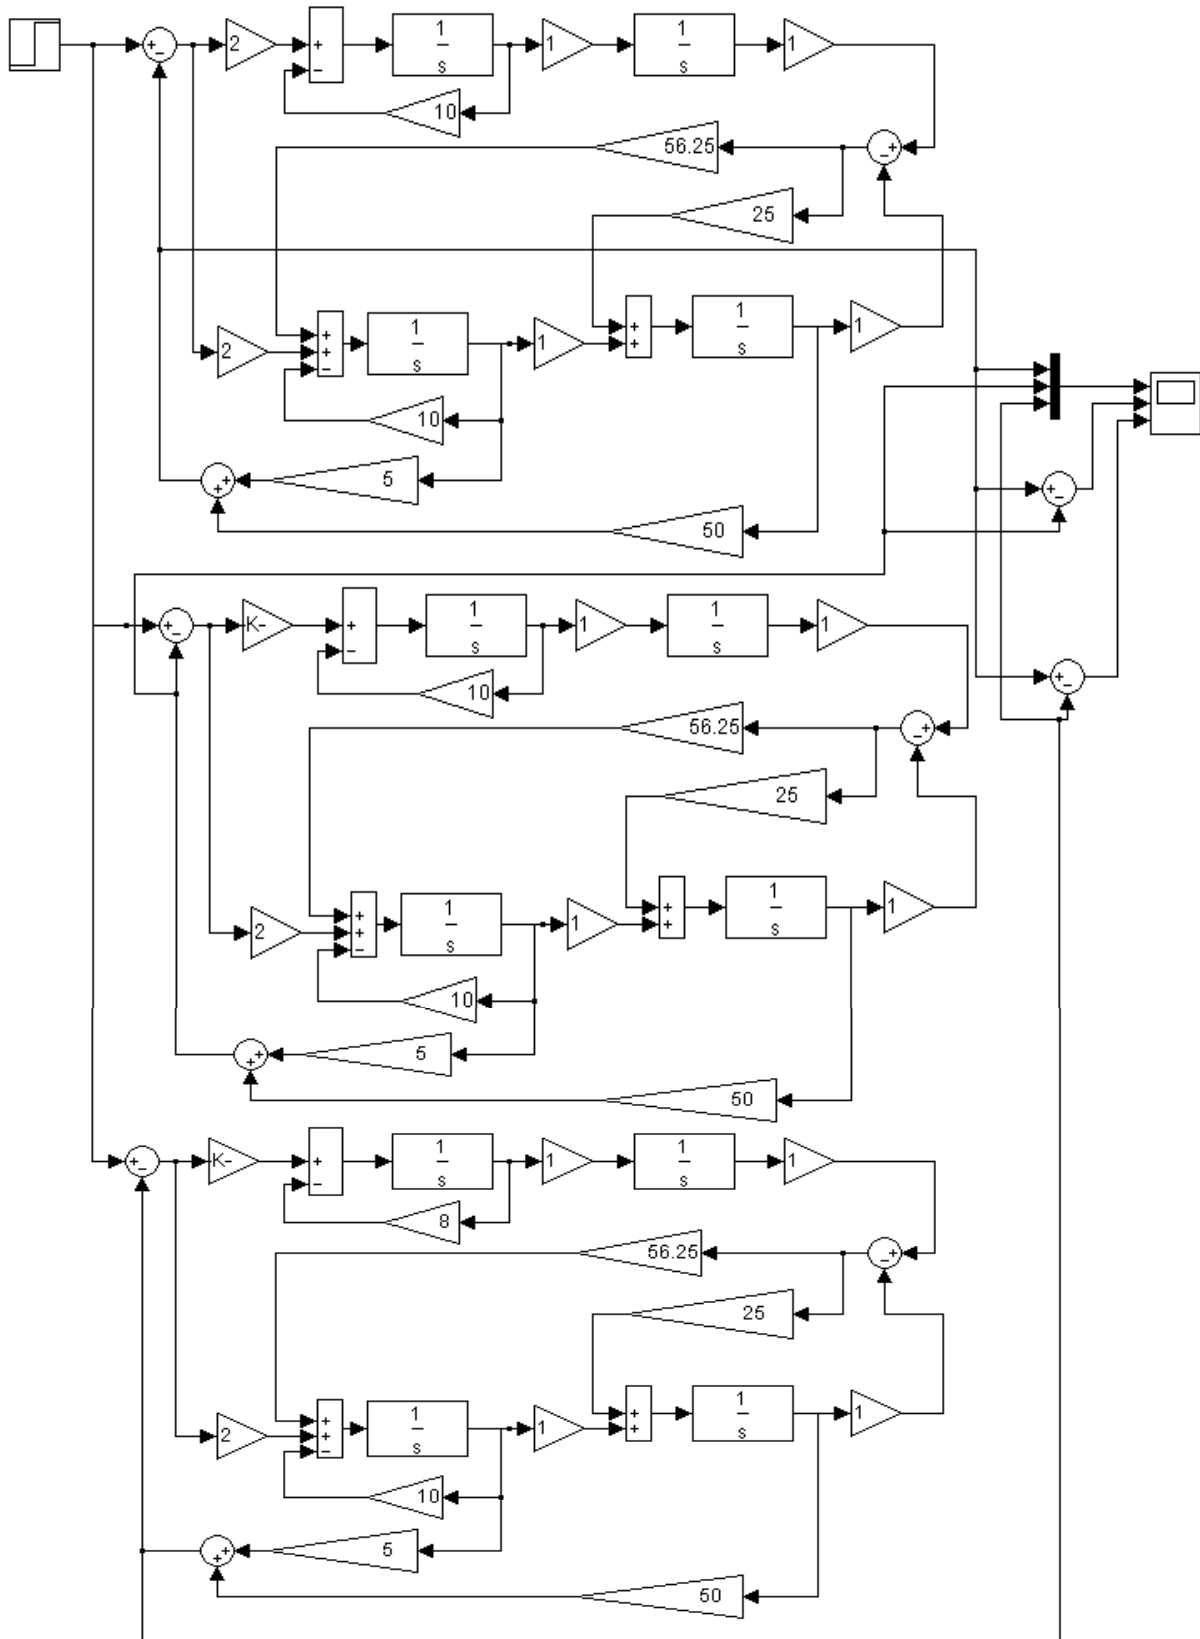 + − 2 + − 1/s 1 1/s 1
10
56.25 − +
25
2 + + − 1/s 1 + + 1/s 1
10
5 + +
50
+ −
+ − K- + − 1/s 1 1/s 1
10
+ −
56.25 − +
25
2 + + − 1/s 1 + + 1/s 1
10
5 + +
50
+ − K- + − 1/s 1 1/s 1
8
56.25 − +
25
2 + + − 1/s 1 + + 1/s 1
10
5 + +
50